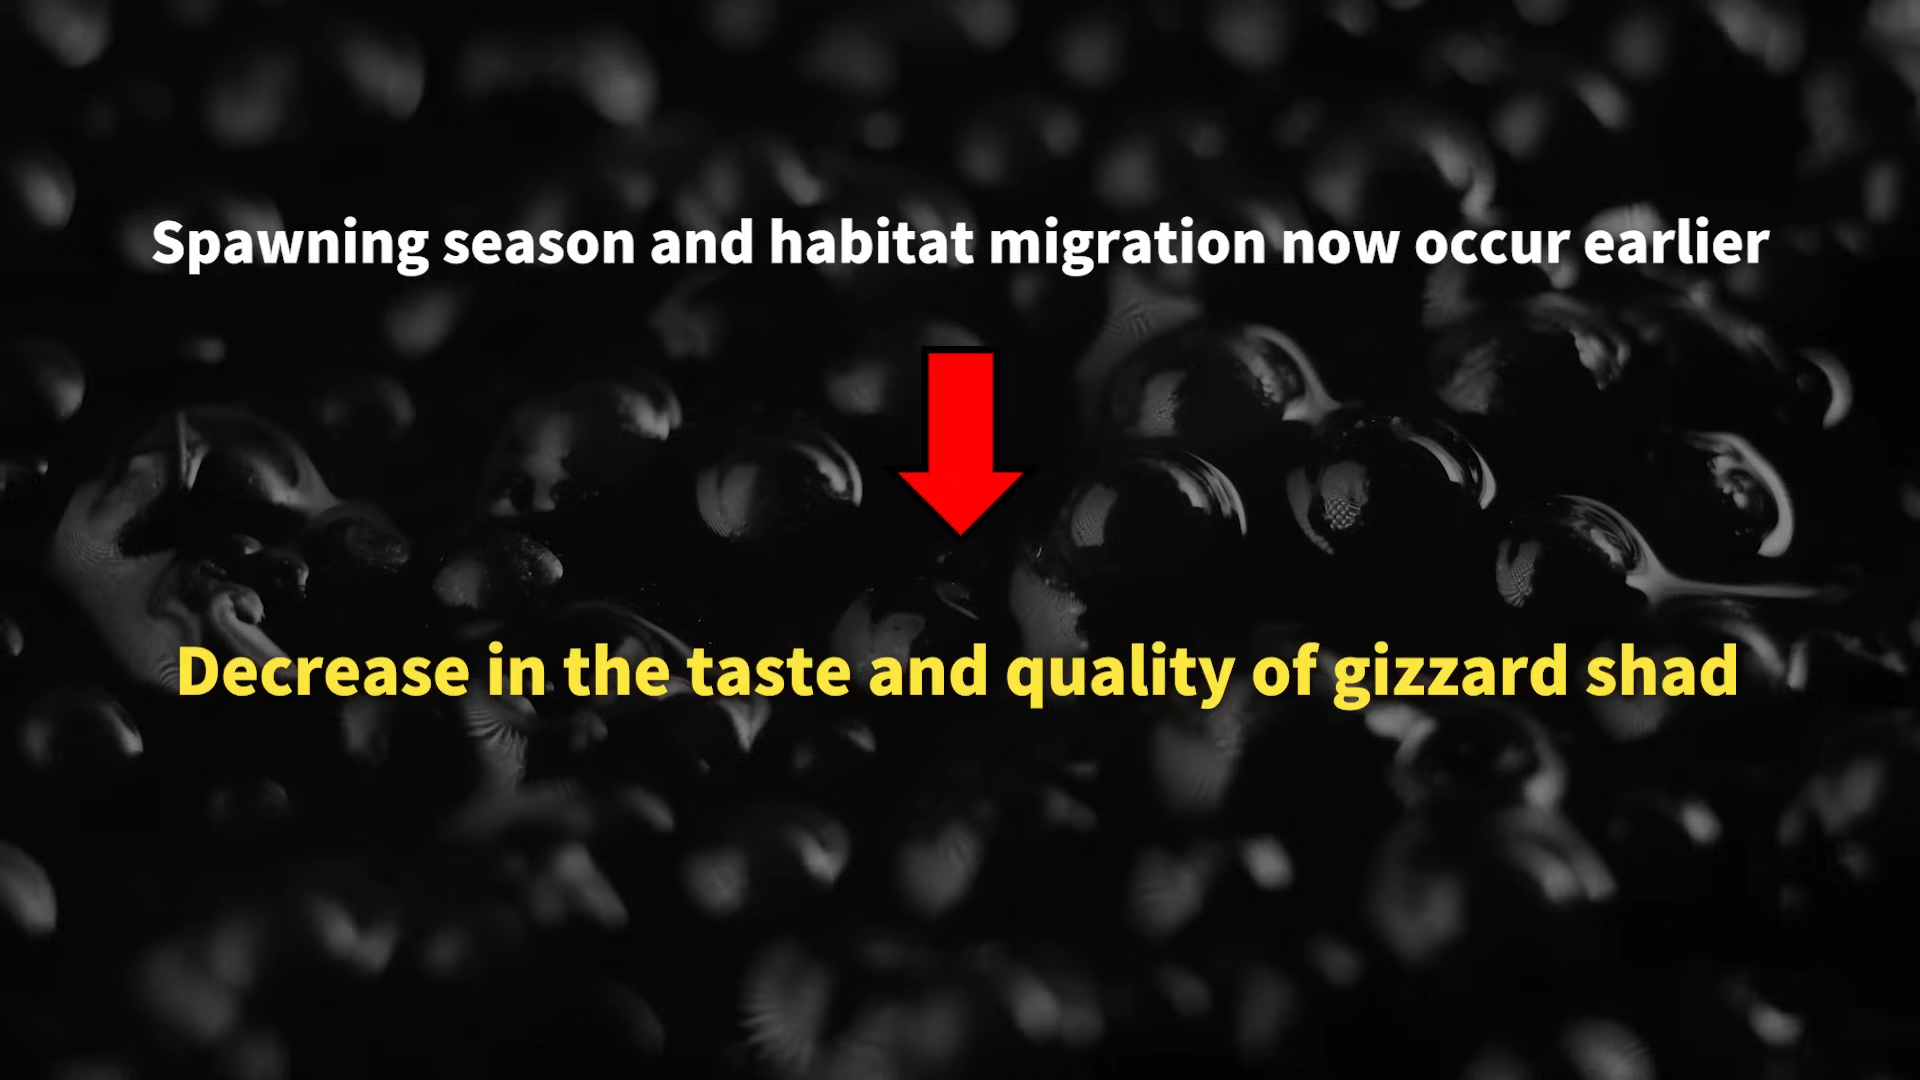 Spawning season and habitat migration now occur earlier
Decrease in the taste and quality of gizzard shad